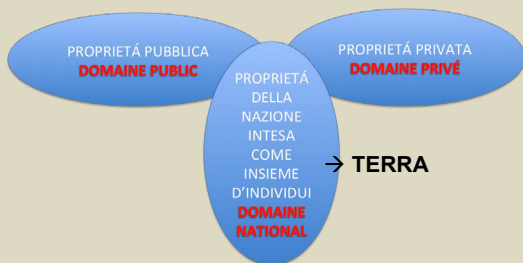 PROPRIETÁ PUBBLICA
DOMAINE PUBLIC
PROPRIETÁ PRIVATA
DOMAINE PRIVÉ
PROPRIETÁ
DELLA
NAZIONE
INTESA
COME
INSIEME
D'INDIVIDUI
DOMAINE
NATIONAL
→ TERRA